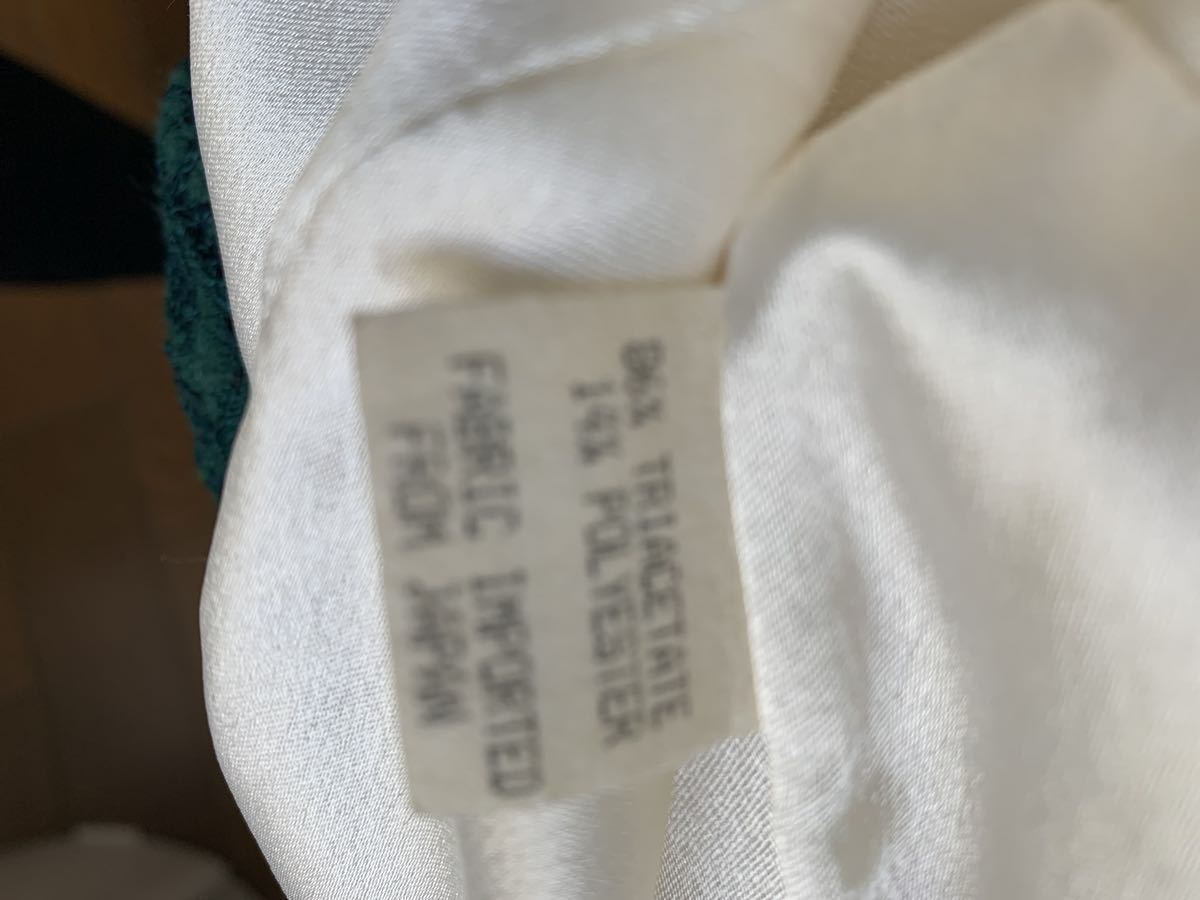 86% TRIACETATE
14% POLYESTER
FABRIC IMPORTED
FROM JAPAN